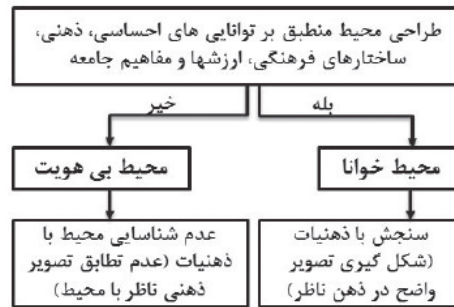 طراحی محیط منطبق بر توانایی های احساسی، ذهنی،
ساختارهای فرهنگی، ارزشها و مفاهیم جامعه
بله
خیر
محیط خوانا
محیط بی هویت
سنجش با ذهنیات
(شکل گیری تصویر
واضح در ذهن ناظر)
عدم شناسایی محیط با
ذهنیات (عدم تطابق تصویر
ذهنی ناظر با محیط)